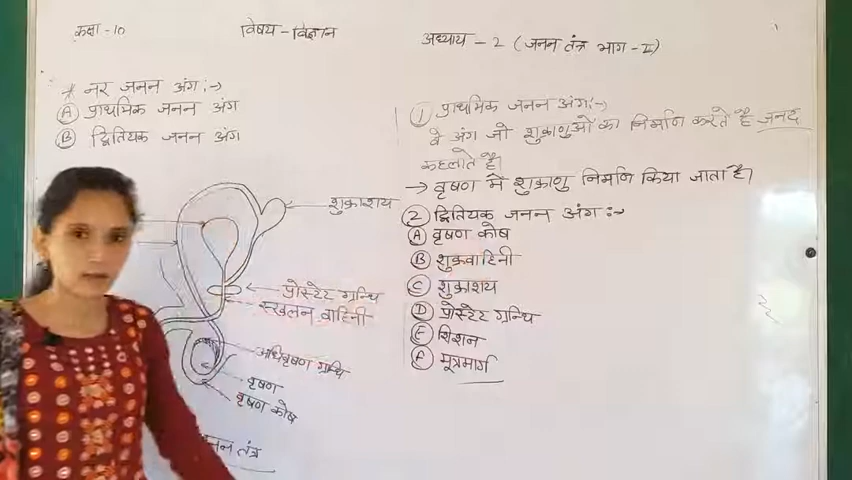 कक्षा -10
विषय - विज्ञान
अध्याय - 2 ( जनन तंत्र भाग - II )
* नर जनन अंग :->
Ⓐ प्राथमिक जनन अंग
Ⓑ द्वितियक जनन अंग
शुक्राशय
प्रोस्टेट ग्रन्थि
स्खलन वाहिनी
अधिवृषण ग्रन्थि
वृषण
वृषण कोष
जनन तंत्र
① प्राथमिक जनन अंग :->
वे अंग जो शुक्राणुओं का निर्माण करते है जनद
कहलाते है।
-> वृषण में शुक्राणु निर्माण किया जाता है।
② द्वितियक जनन अंग :->
Ⓐ वृषण कोष
Ⓑ शुक्रवाहिनी
Ⓒ शुक्राशय
Ⓓ प्रोस्टेट ग्रन्थि
Ⓔ शिशन
Ⓕ मूत्रमार्ग